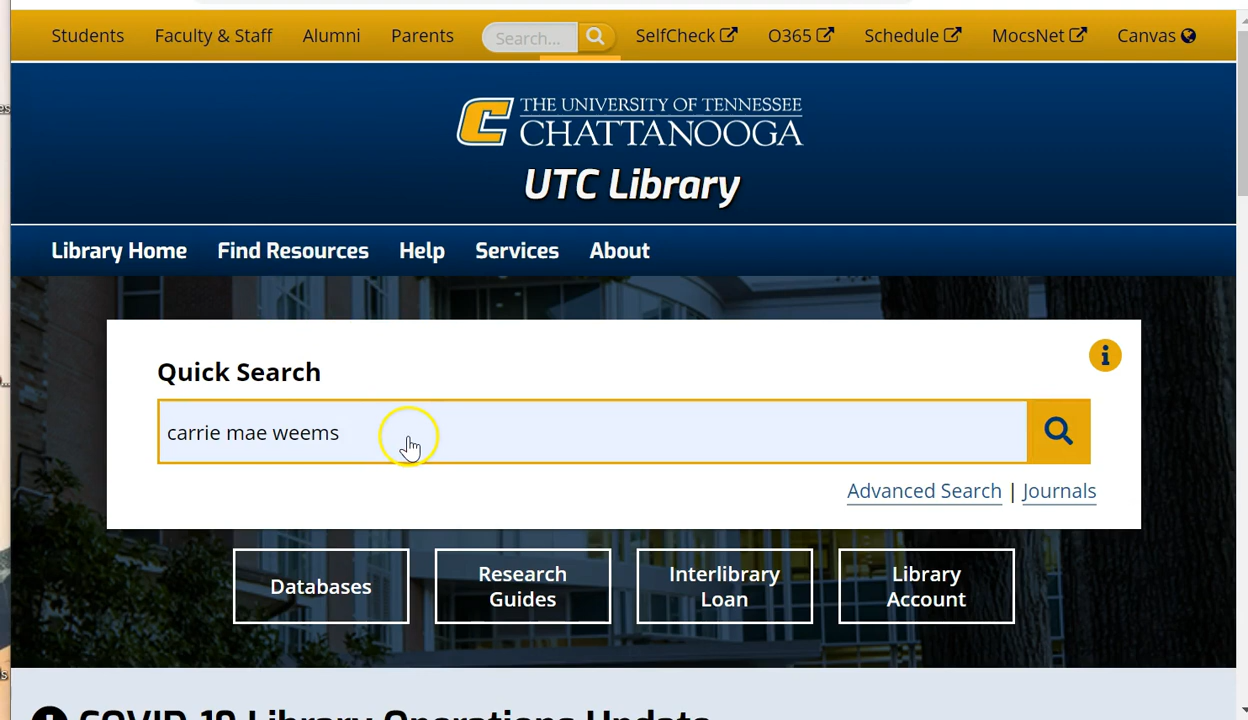 Students Faculty & Staff Alumni Parents Search... SelfCheck O365 Schedule MocsNet Canvas
C THE UNIVERSITY OF TENNESSEE
CHATTANOOGA
UTC Library
Library Home Find Resources Help Services About
Quick Search
carrie mae weems
Advanced Search | Journals
Databases
Research
Guides
Interlibrary
Loan
Library
Account
COVID-19 Library Operations Update